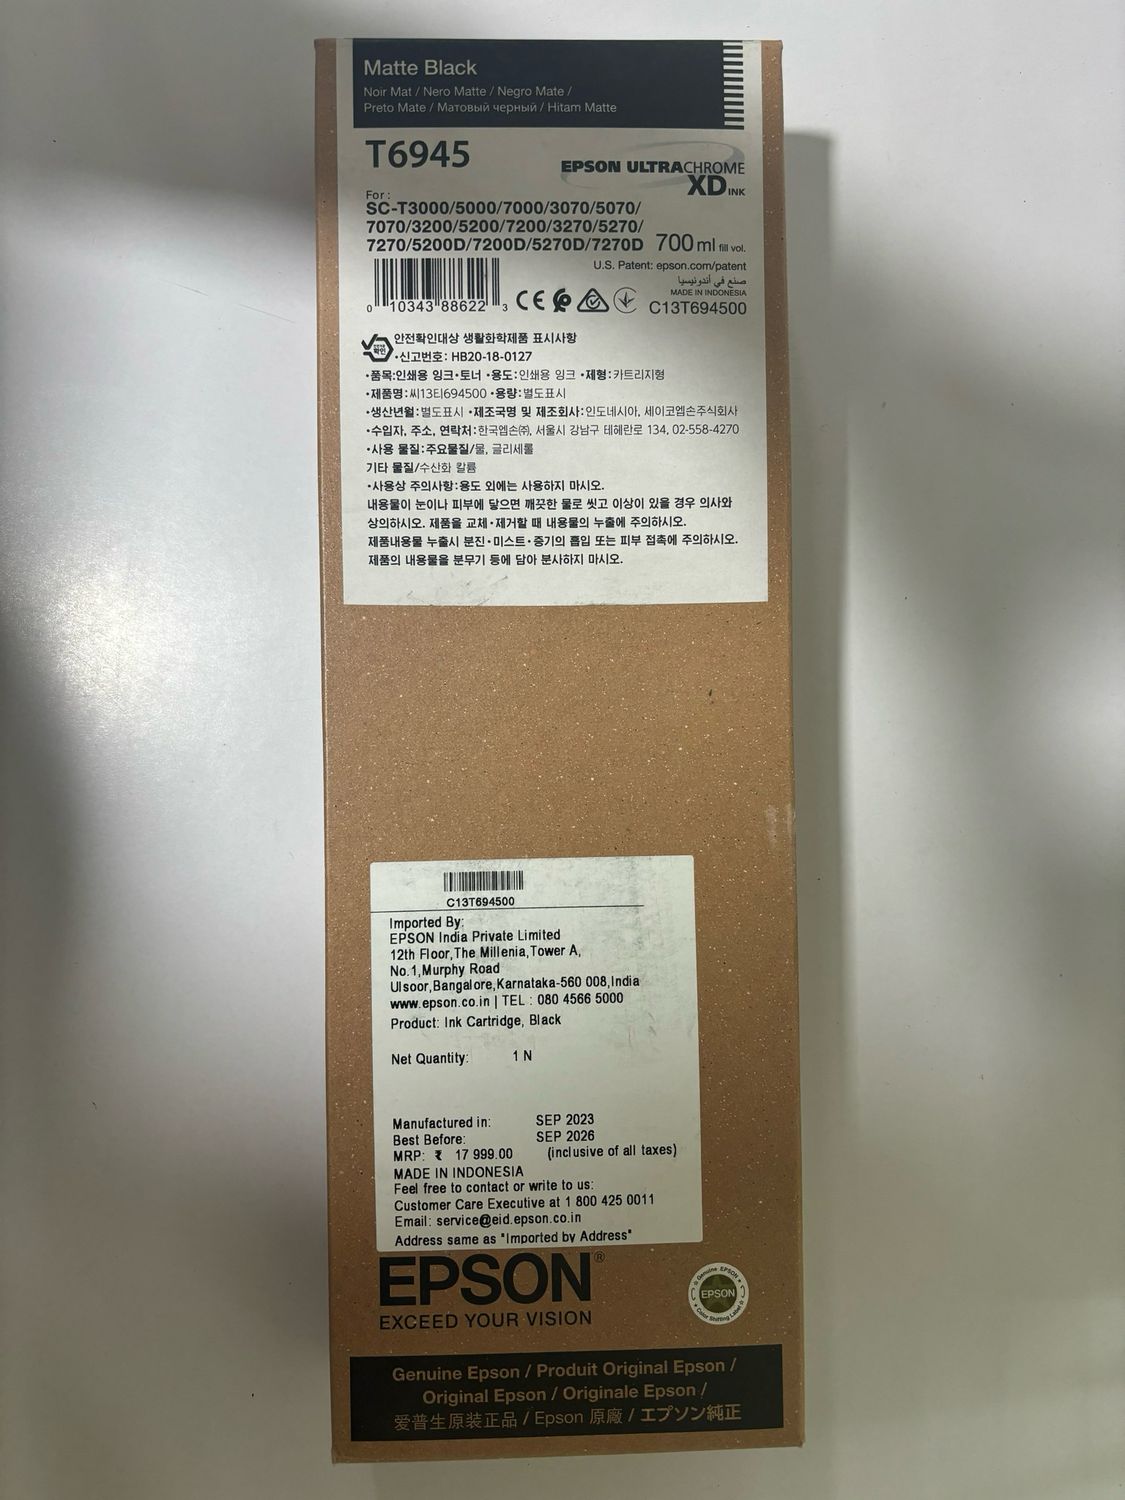 Matte Black
Noir Mat / Nero Matte / Negro Mate /
Preto Mate / Матовый черный / Hitam Matte
T6945
EPSON ULTRACHROME
XD INK
For :
SC-T3000/5000/7000/3070/5070/
7070/3200/5200/7200/3270/5270/
7270/5200D/7200D/5270D/7270D 700 ml fill vol.
U.S. Patent: epson.com/patent
صنع في أندونيسيا
MADE IN INDONESIA
0 10343 88622 3
C13T694500
안전확인대상 생활화학제품 표시사항
•신고번호: HB20-18-0127
•품목:인쇄용 잉크•토너 •용도:인쇄용 잉크 •제형:카트리지형
•제품명:씨13티694500 •용량:별도표시
•생산년월:별도표시 •제조국명 및 제조회사:인도네시아, 세이코엡손주식회사
•수입자, 주소, 연락처:한국엡손㈜, 서울시 강남구 테헤란로 134, 02-558-4270
•사용 물질:주요물질/물, 글리세롤
기타 물질/수산화 칼륨
•사용상 주의사항:용도 외에는 사용하지 마시오.
내용물이 눈이나 피부에 닿으면 깨끗한 물로 씻고 이상이 있을 경우 의사와
상의하시오. 제품을 교체•제거할 때 내용물의 누출에 주의하시오.
제품내용물 누출시 분진•미스트•증기의 흡입 또는 피부 접촉에 주의하시오.
제품의 내용물을 분무기 등에 담아 분사하지 마시오.
C13T694500
Imported By:
EPSON India Private Limited
12th Floor,The Millenia,Tower A,
No.1,Murphy Road
Ulsoor,Bangalore,Karnataka-560 008,India
www.epson.co.in | TEL : 080 4566 5000
Product: Ink Cartridge, Black
Net Quantity: 1 N
Manufactured in: SEP 2023
Best Before: SEP 2026
MRP: ₹ 17 999.00 (inclusive of all taxes)
MADE IN INDONESIA
Feel free to contact or write to us:
Customer Care Executive at 1 800 425 0011
Email: service@eid.epson.co.in
Address same as "Imported by Address"
EPSON®
EXCEED YOUR VISION
Genuine EPSON
EPSON
Color Shifting Label
Genuine Epson / Produit Original Epson /
Original Epson / Originale Epson /
爱普生原装正品 / Epson 原廠 / エプソン純正